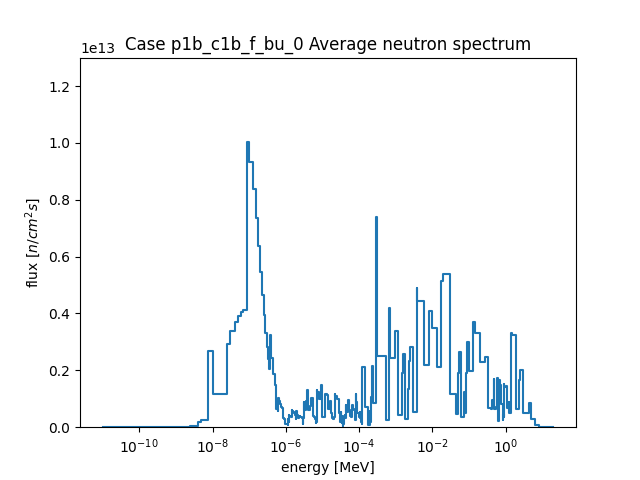 Case p1b_c1b_f_bu_0 Average neutron spectrum
1e13
1.2
1.0
0.8
0.6
0.4
0.2
0.0
flux [n/cm²s]
10⁻¹⁰ 10⁻⁸ 10⁻⁶ 10⁻⁴ 10⁻² 10⁰
energy [MeV]